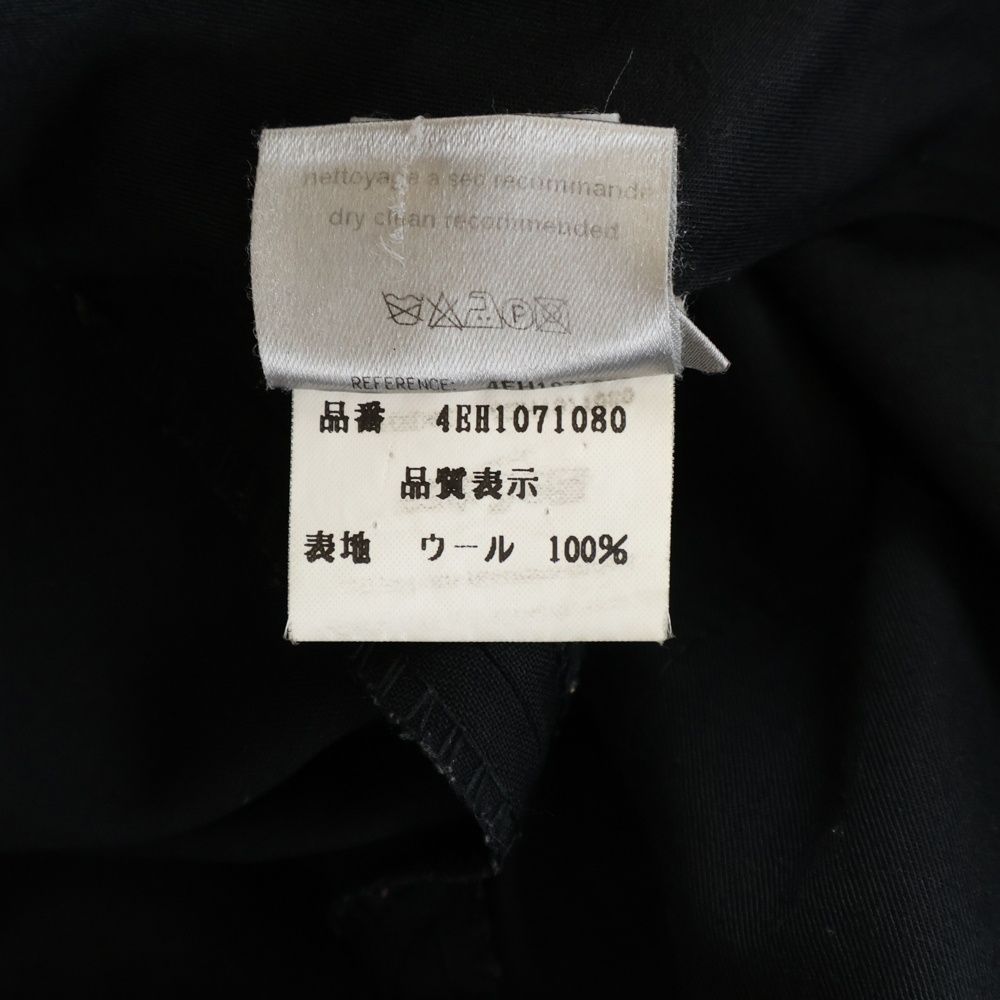 nettoyage a sec recommande
dry clean recommended
REFERENCE:
品番 4EH1071080
品質表示
表地 ウール 100%